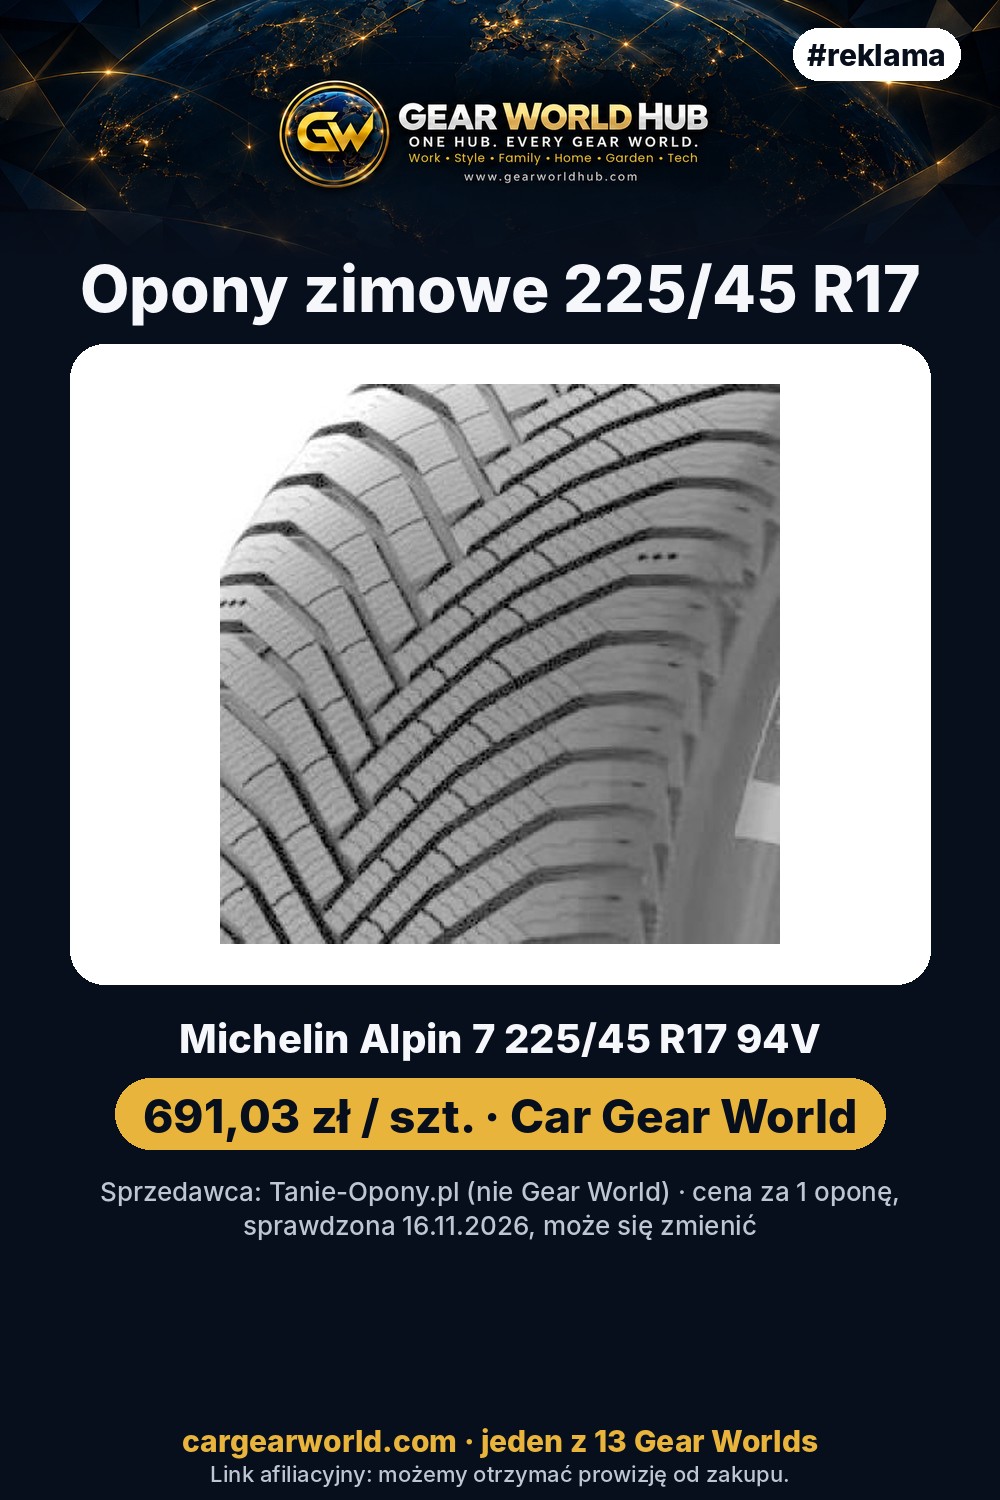 #reklama
GW
GEAR WORLD HUB
ONE HUB. EVERY GEAR WORLD.
Work • Style • Family • Home • Garden • Tech
www.gearworldhub.com
Opony zimowe 225/45 R17
Michelin Alpin 7 225/45 R17 94V
691,03 zł / szt. · Car Gear World
Sprzedawca: Tanie-Opony.pl (nie Gear World) · cena za 1 oponę,
sprawdzona 16.11.2026, może się zmienić
cargearworld.com · jeden z 13 Gear Worlds
Link afiliacyjny: możemy otrzymać prowizję od zakupu.